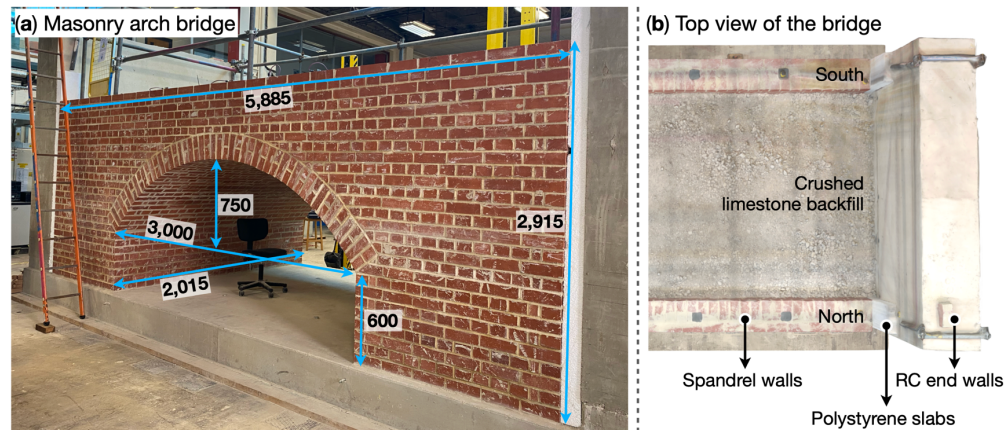 (a) Masonry arch bridge
5,885
750
3,000
2,915
2,015
600
(b) Top view of the bridge
South
Crushed
limestone backfill
North
Spandrel walls
RC end walls
Polystyrene slabs